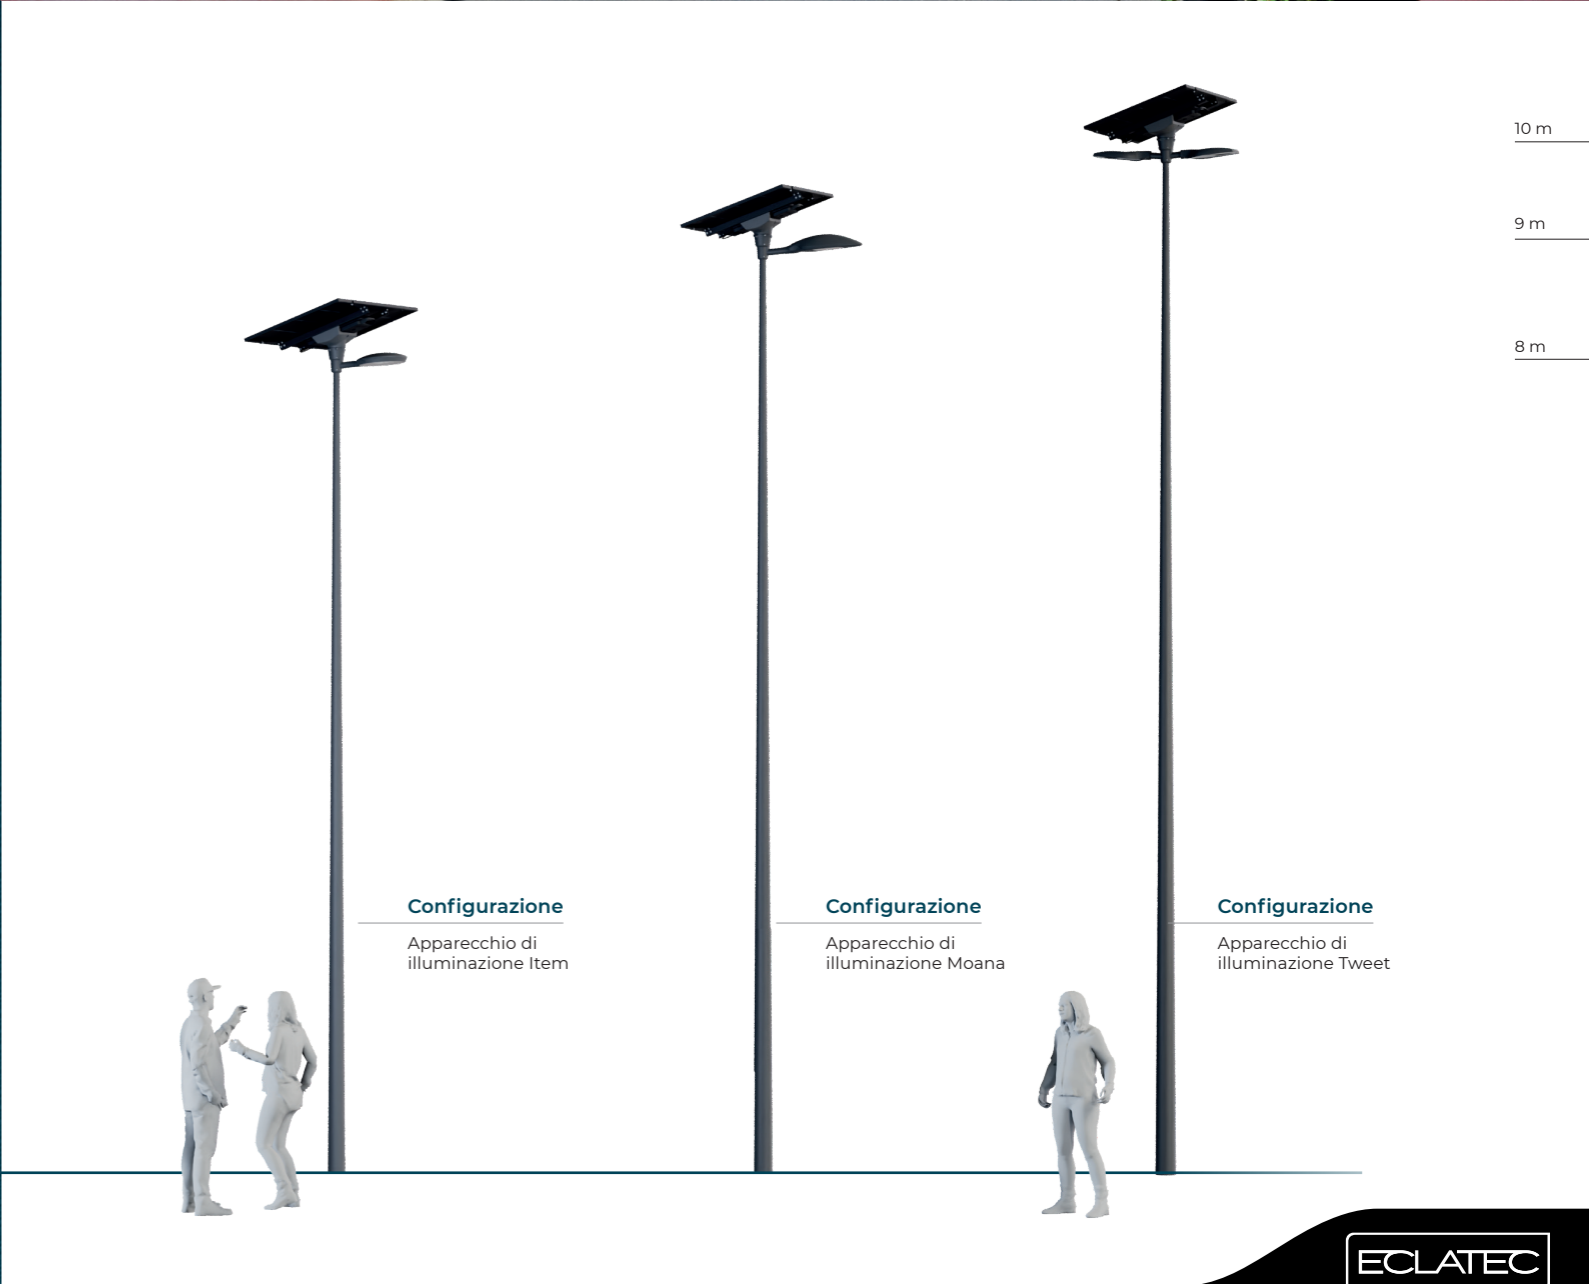 10 m
9 m
8 m
Configurazione
Apparecchio di
illuminazione Item
Configurazione
Apparecchio di
illuminazione Moana
Configurazione
Apparecchio di
illuminazione Tweet
ECLATEC